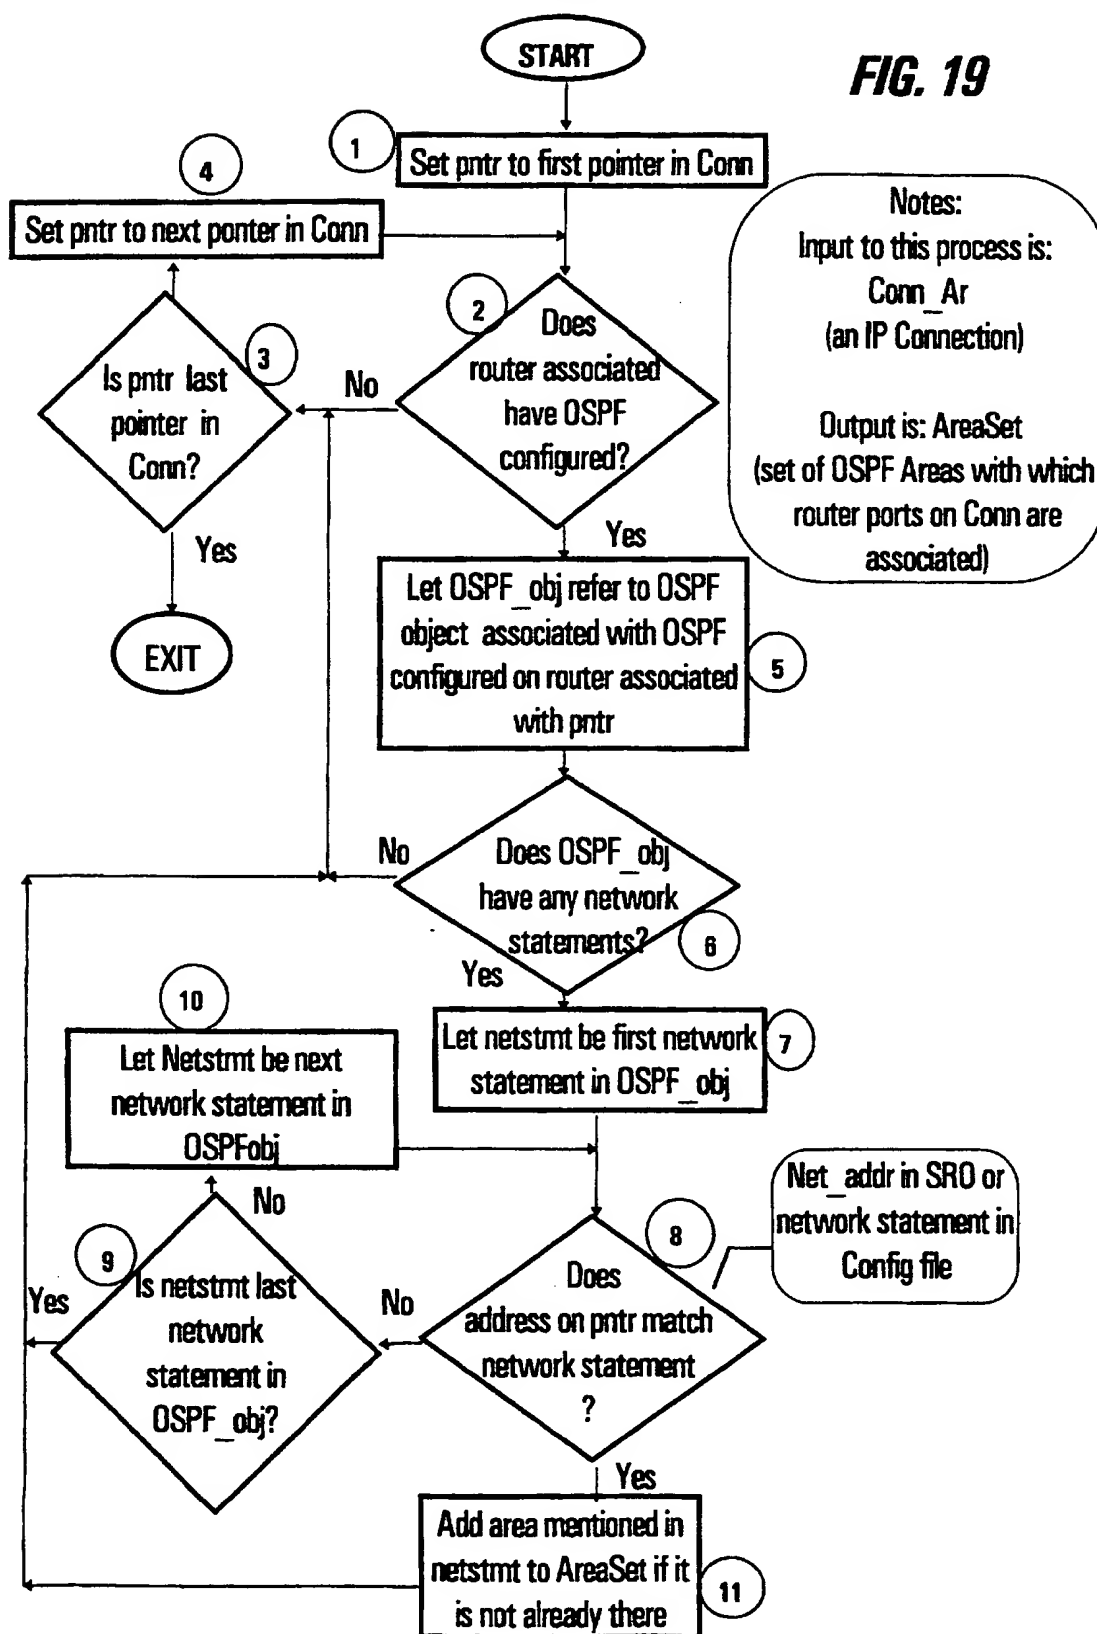 START
FIG. 19
1
Set pntr to first pointer in Conn
4
Set pntr to next ponter in Conn
Notes:
Input to this process is:
Conn_Ar
(an IP Connection)
Output is: AreaSet
(set of OSPF Areas with which
router ports on Conn are
associated)
2
Does
router associated
have OSPF
configured?
No
3
Is pntr last
pointer in
Conn?
Yes
EXIT
Yes
Let OSPF_obj refer to OSPF
object associated with OSPF
configured on router associated
with pntr
5
No
Does OSPF_obj
have any network
statements?
6
Yes
10
Let Netstmt be next
network statement in
OSPFobj
Let netstmt be first network
statement in OSPF_obj
7
No
9
Is netstmt last
network
statement in
OSPF_obj?
Yes
No
8
Does
address on pntr match
network statement
?
Net_addr in SRO or
network statement in
Config file
Yes
Add area mentioned in
netstmt to AreaSet if it
is not already there
11